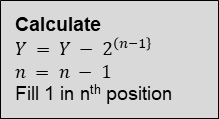 Calculate
Y = Y − 2^{(n−1}}
n = n − 1
Fill 1 in nᵗʰ position